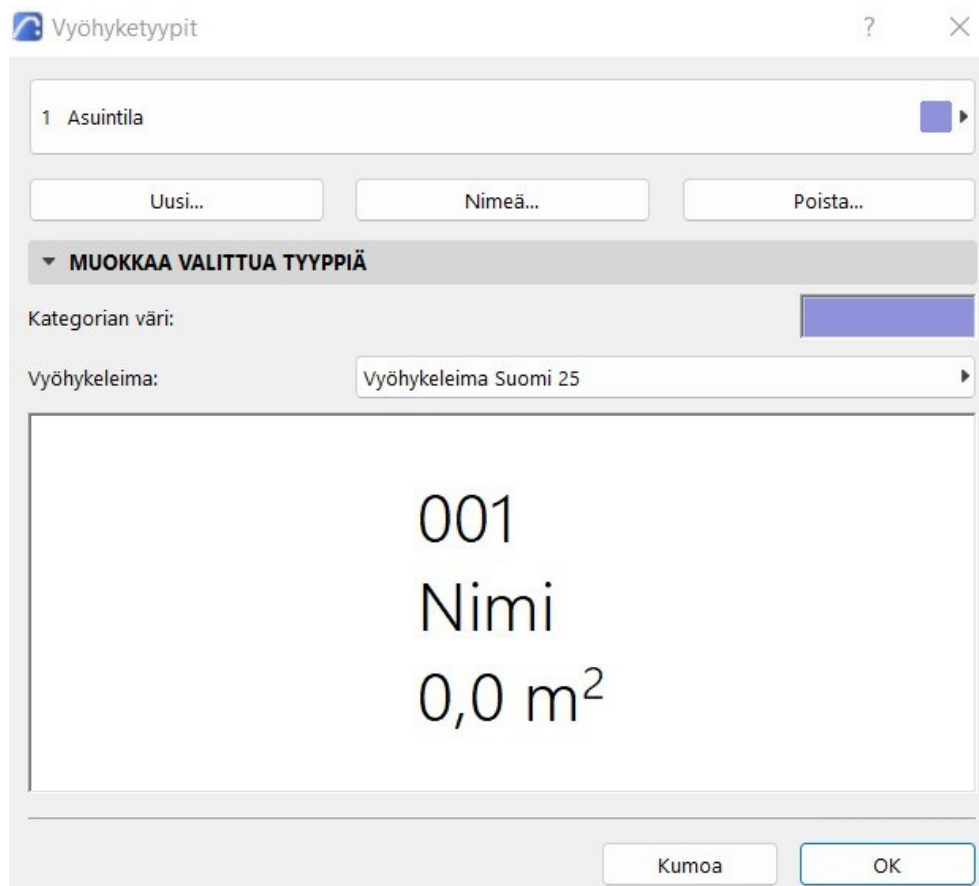 Vyöhyketyypit ?
1 Asuintila
Uusi... Nimeä... Poista...
MUOKKAA VALITTUA TYYPPIÄ
Kategorian väri:
Vyöhykeleima: Vyöhykeleima Suomi 25
001
Nimi
0,0 m²
Kumoa OK